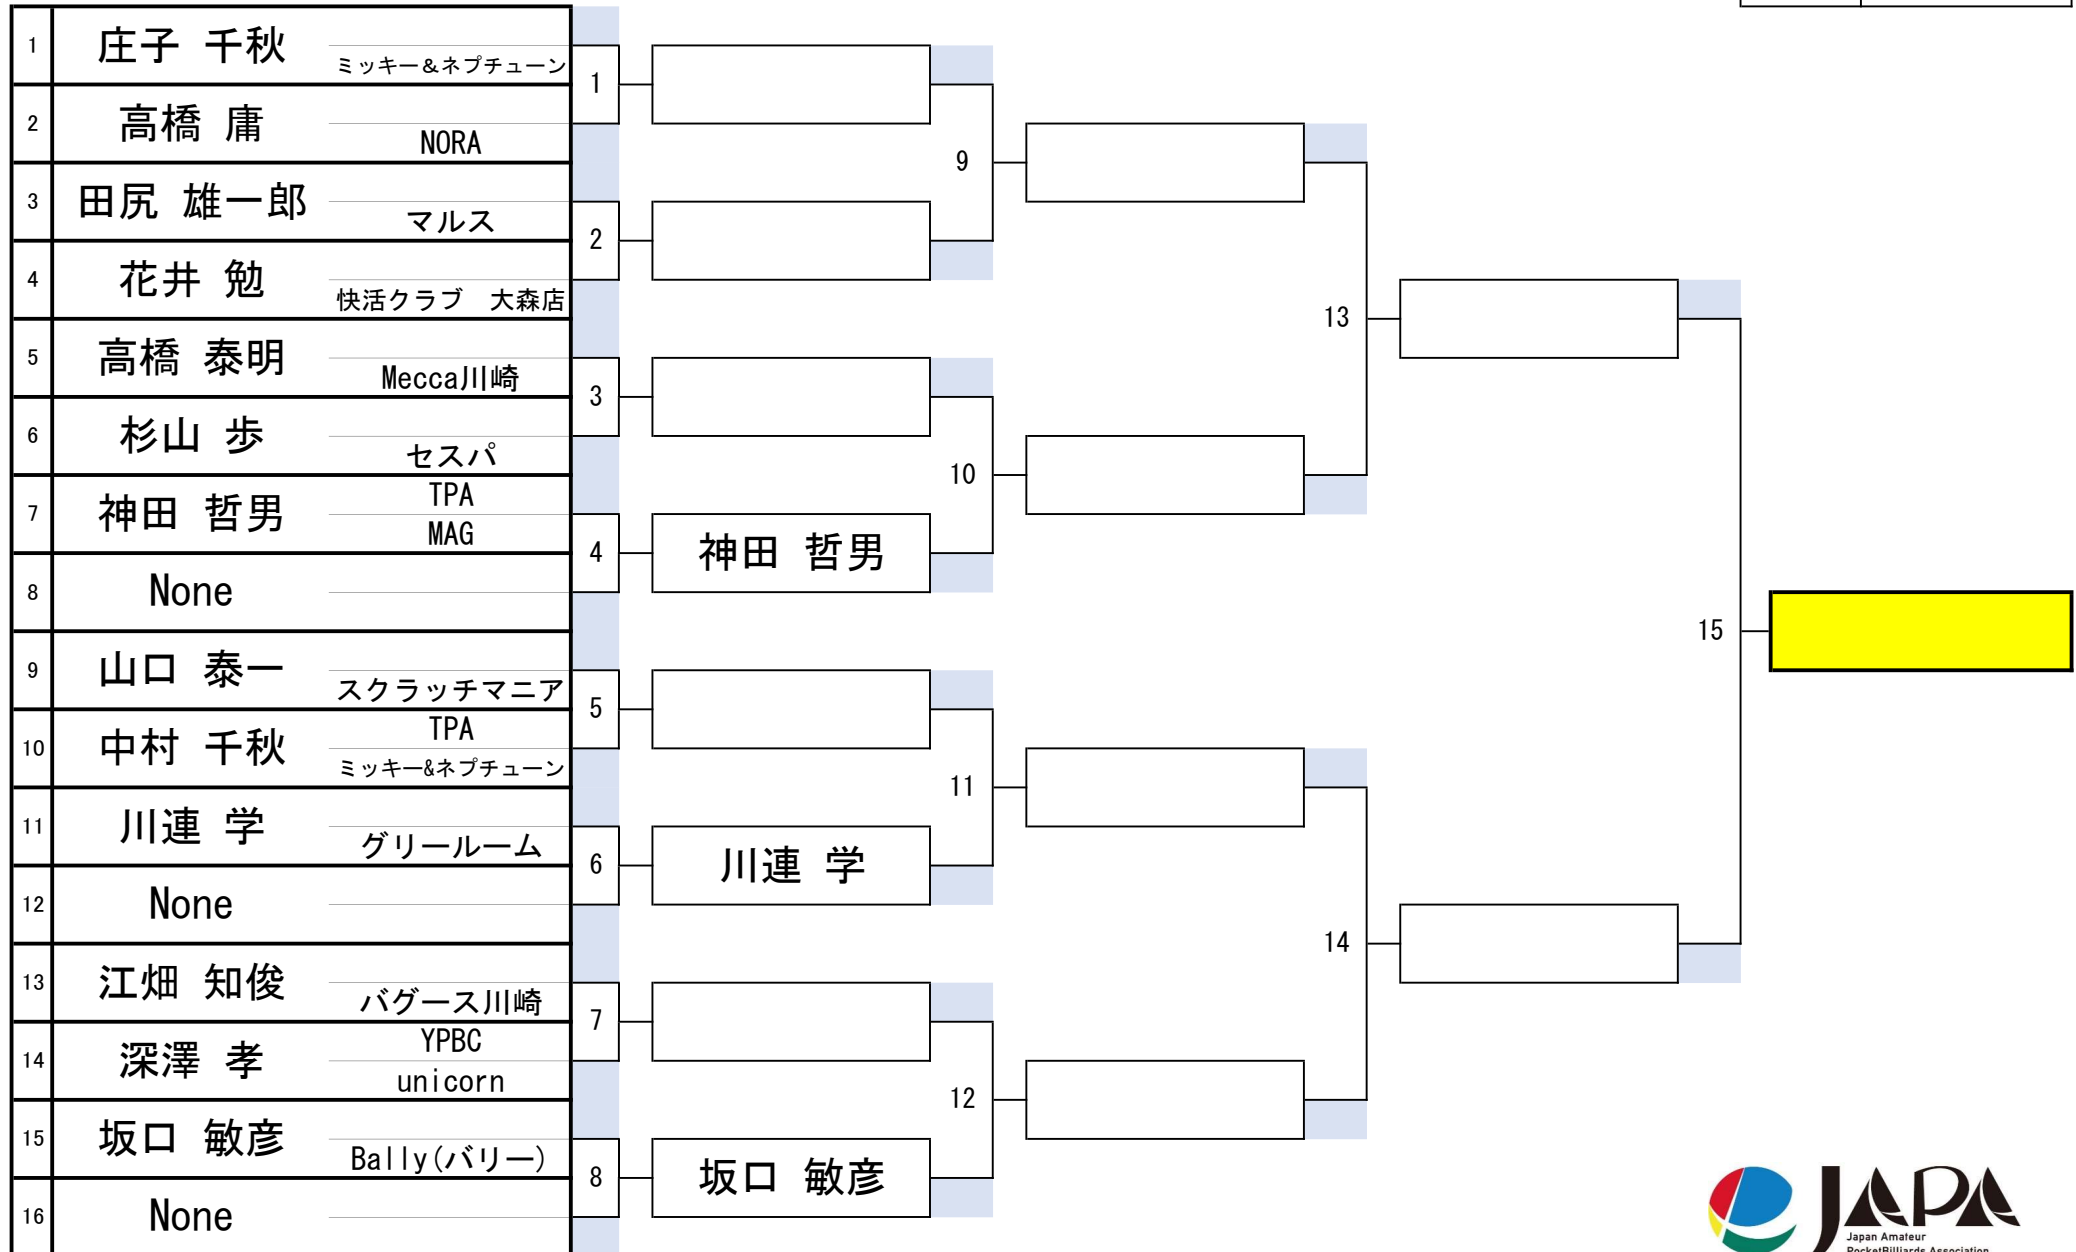 1
庄子 千秋
ミッキー＆ネプチューン
1
2
高橋 庸
NORA
9
3
田尻 雄一郎
マルス
2
4
花井 勉
快活クラブ　大森店
13
5
高橋 泰明
Mecca川崎
3
6
杉山 歩
セスパ
10
7
神田 哲男
TPA
MAG
4
神田 哲男
8
None
15
9
山口 泰一
スクラッチマニア
5
10
中村 千秋
TPA
ミッキー&ネプチューン
11
11
川連 学
グリールーム
6
川連 学
12
None
14
13
江畑 知俊
バグース川崎
7
14
深澤 孝
YPBC
unicorn
12
15
坂口 敏彦
Bally(バリー)
8
坂口 敏彦
16
None
JAPA
Japan Amateur
PocketBilliards Association